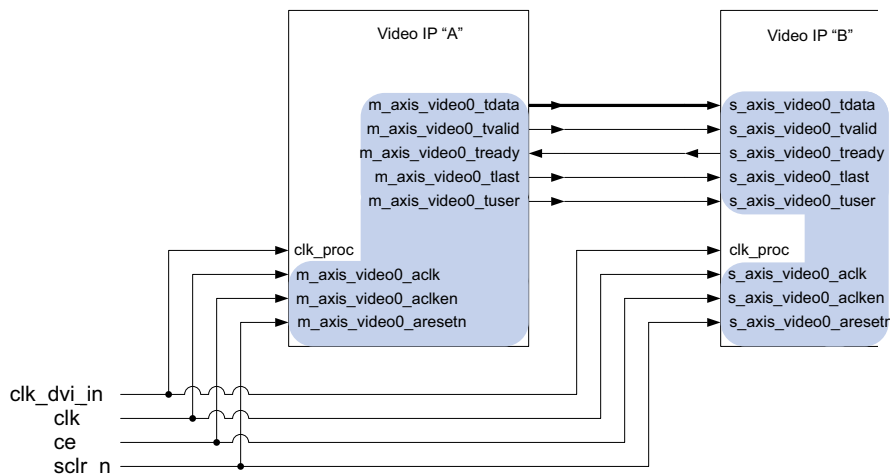 Video IP “A”
Video IP “B”
m_axis_video0_tdata
s_axis_video0_tdata
m_axis_video0_tvalid
s_axis_video0_tvalid
m_axis_video0_tready
s_axis_video0_tready
m_axis_video0_tlast
s_axis_video0_tlast
m_axis_video0_tuser
s_axis_video0_tuser
clk_proc
clk_proc
m_axis_video0_aclk
s_axis_video0_aclk
m_axis_video0_aclken
s_axis_video0_aclken
m_axis_video0_aresetn
s_axis_video0_aresetn
clk_dvi_in
clk
ce
sclr_n